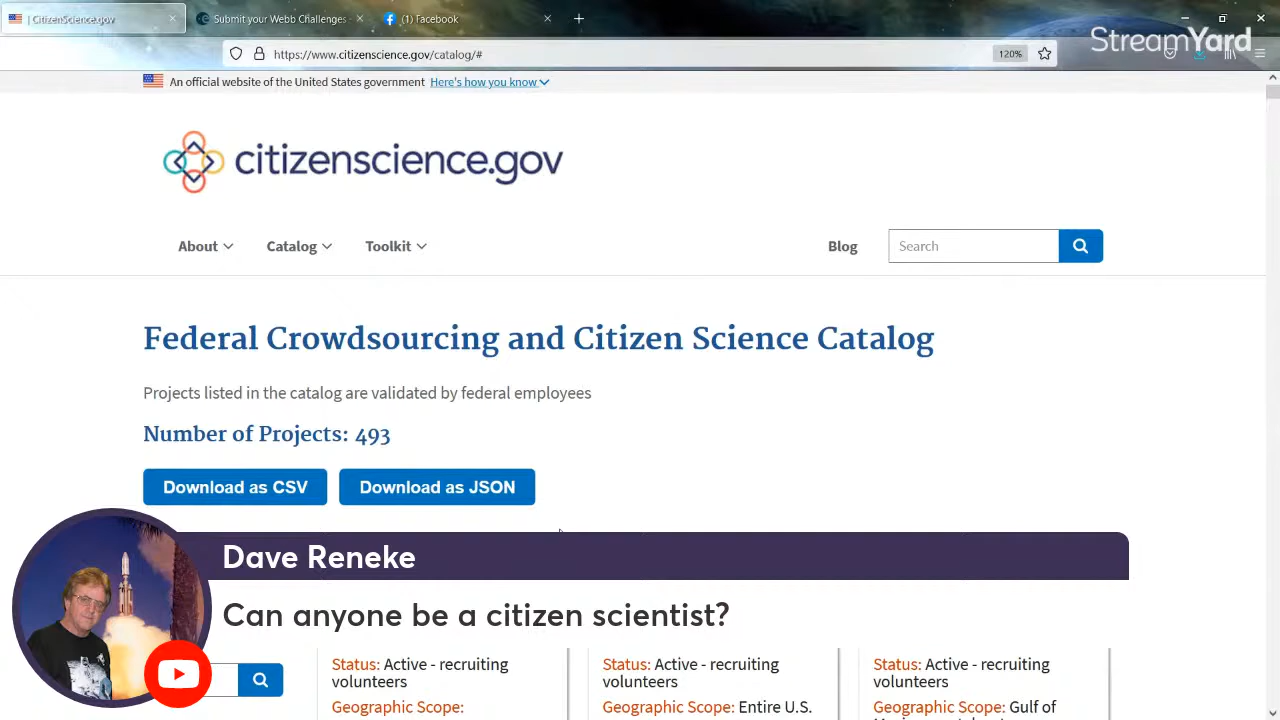 | CitizenScience.gov
Submit your Webb Challenges -
(1) Facebook
StreamYard
https://www.citizenscience.gov/catalog/#
120%
An official website of the United States government Here's how you know
citizenscience.gov
About
Catalog
Toolkit
Blog
Search
Federal Crowdsourcing and Citizen Science Catalog
Projects listed in the catalog are validated by federal employees
Number of Projects: 493
Download as CSV
Download as JSON
Dave Reneke
Can anyone be a citizen scientist?
Status: Active - recruiting
volunteers
Geographic Scope:
Status: Active - recruiting
volunteers
Geographic Scope: Entire U.S.
Status: Active - recruiting
volunteers
Geographic Scope: Gulf of